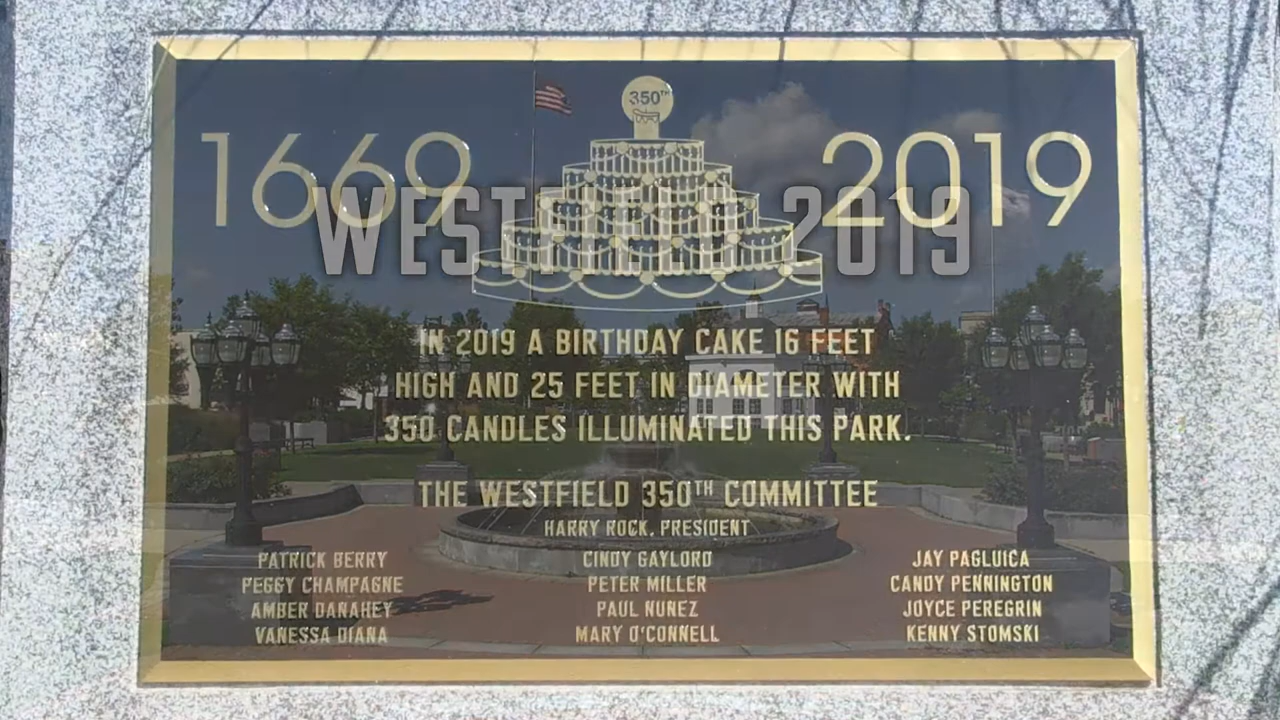 350TH
1669 2019
WESTFIELD 2019
IN 2019 A BIRTHDAY CAKE 16 FEET
HIGH AND 25 FEET IN DIAMETER WITH
350 CANDLES ILLUMINATED THIS PARK.
THE WESTFIELD 350TH COMMITTEE
HARRY ROCK, PRESIDENT
PATRICK BERRY CINDY GAYLORD JAY PAGLUICA
PEGGY CHAMPAGNE PETER MILLER CANDY PENNINGTON
AMBER DANAHEY PAUL NUNEZ JOYCE PEREGRIN
VANESSA DIANA MARY O'CONNELL KENNY STOMSKI